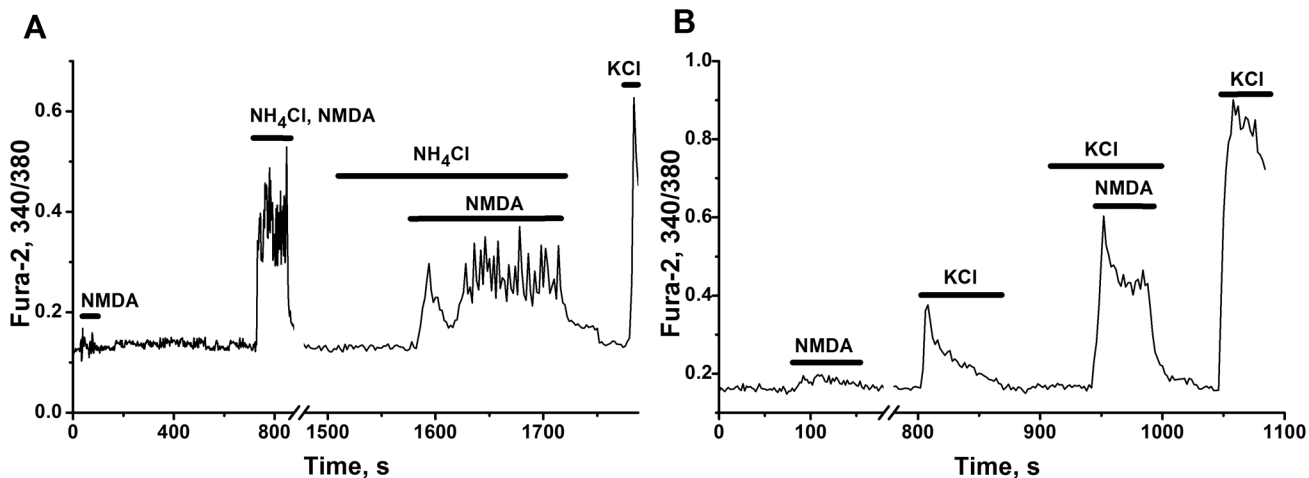 A
Fura-2, 340/380
0.6
0.4
0.2
0.0
NMDA
NH₄Cl, NMDA
NH₄Cl
NMDA
KCl
0 400 800 1500 1600 1700
Time, s
B
Fura-2, 340/380
1.0
0.8
0.6
0.4
0.2
NMDA
KCl
KCl
NMDA
KCl
0 100 800 900 1000 1100
Time, s